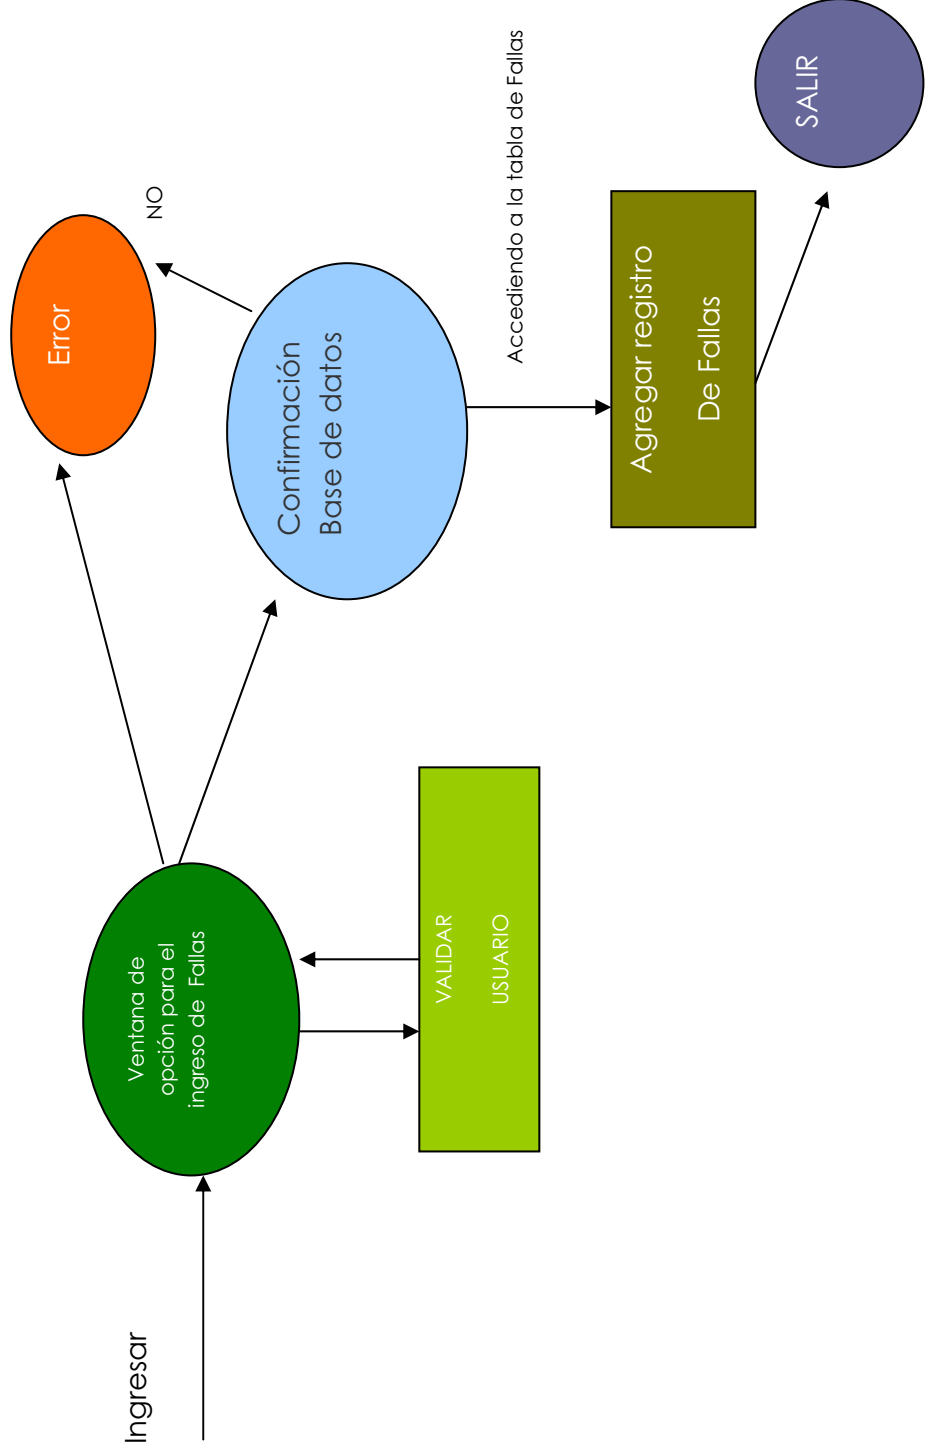 Ingresar
Ventana de
opción para el
ingreso de Fallas
VALIDAR
USUARIO
Error
NO
Confirmación
Base de datos
Accediendo a la tabla de Fallas
Agregar registro
De Fallas
SALIR